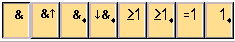 & &↑ &⬥ ↓&⬥ ≥1 ≥1⬥ =1 1⬥